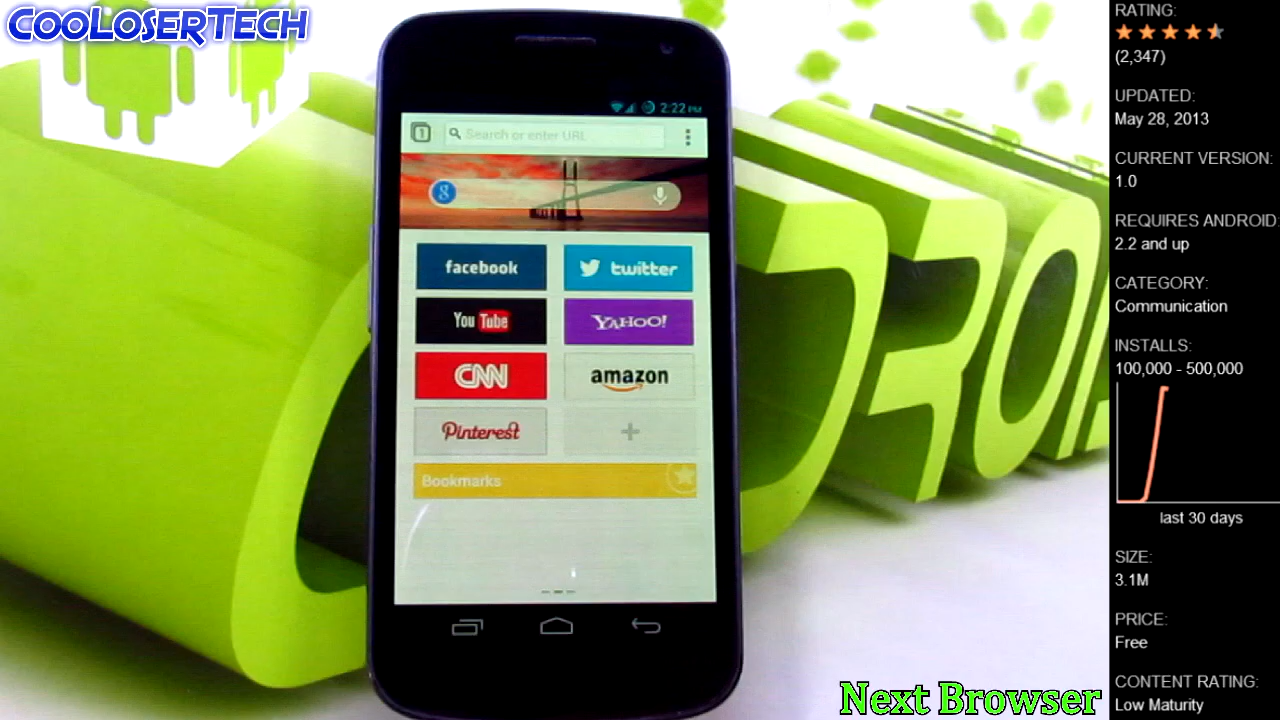 CooLoserTech
2:22 PM
1
Search or enter URL
g
facebook
twitter
You Tube
YAHOO!
CNN
amazon
Pinterest
+
Bookmarks
Next Browser
RATING:
(2,347)
UPDATED:
May 28, 2013
CURRENT VERSION:
1.0
REQUIRES ANDROID:
2.2 and up
CATEGORY:
Communication
INSTALLS:
100,000 - 500,000
last 30 days
SIZE:
3.1M
PRICE:
Free
CONTENT RATING:
Low Maturity